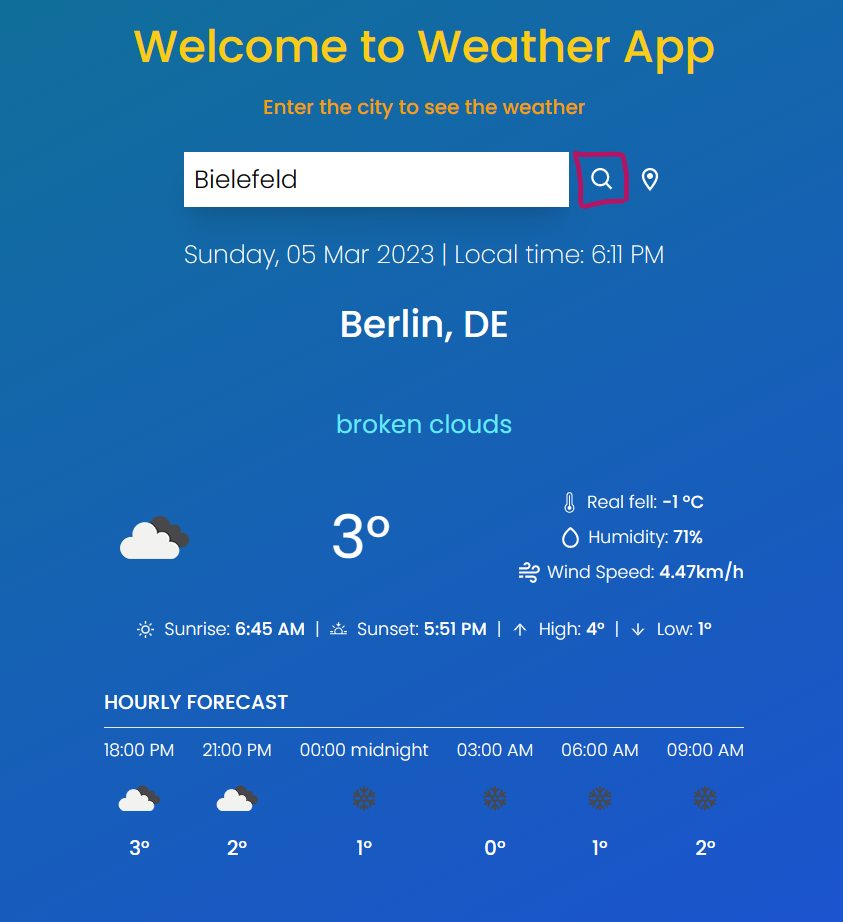 Welcome to Weather App
Enter the city to see the weather
Bielefeld
Sunday, 05 Mar 2023 | Local time: 6:11 PM
Berlin, DE
broken clouds
3°
Real fell: -1 °C
Humidity: 71%
Wind Speed: 4.47km/h
Sunrise: 6:45 AM | Sunset: 5:51 PM | High: 4° | Low: 1°
HOURLY FORECAST
18:00 PM 21:00 PM 00:00 midnight 03:00 AM 06:00 AM 09:00 AM
3° 2° 1° 0° 1° 2°